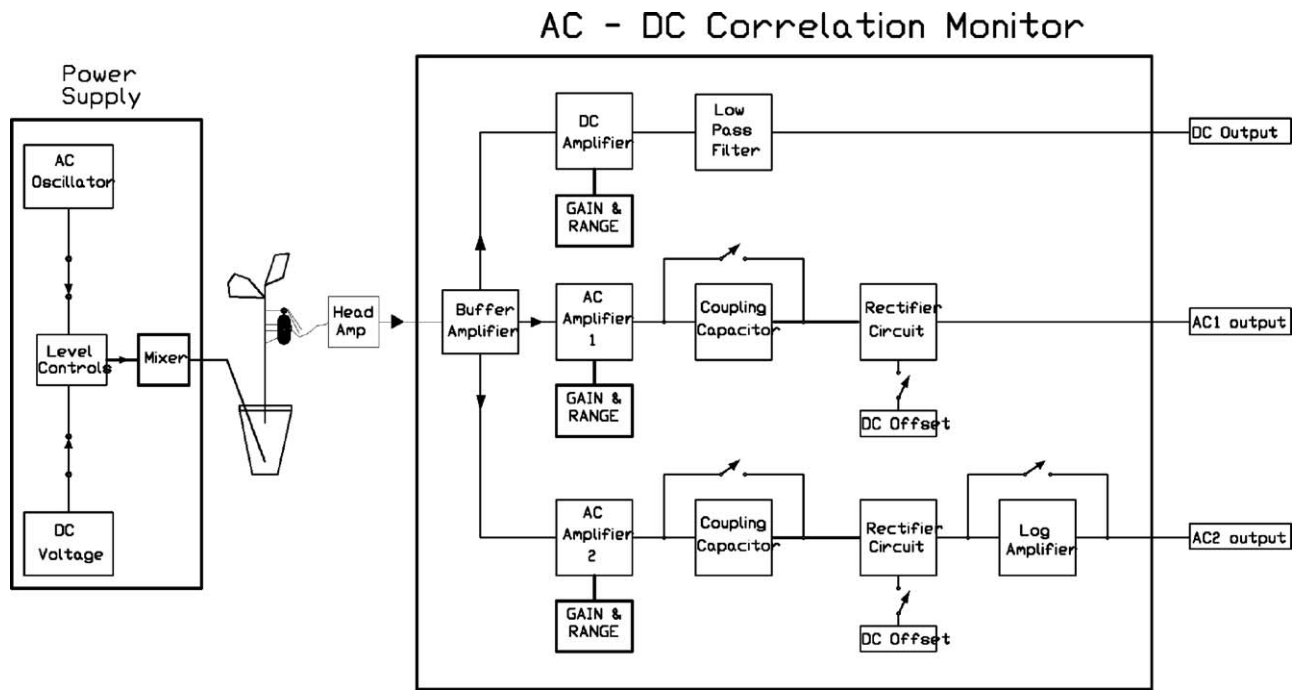 AC - DC Correlation Monitor
Power
Supply
AC
Oscillator
Level
Controls
Mixer
DC
Voltage
Head
Amp
Buffer
Amplifier
DC
Amplifier
GAIN &
RANGE
Low
Pass
Filter
DC Output
AC
Amplifier
1
GAIN &
RANGE
Coupling
Capacitor
Rectifier
Circuit
DC Offset
AC1 output
AC
Amplifier
2
GAIN &
RANGE
Coupling
Capacitor
Rectifier
Circuit
DC Offset
Log
Amplifier
AC2 output